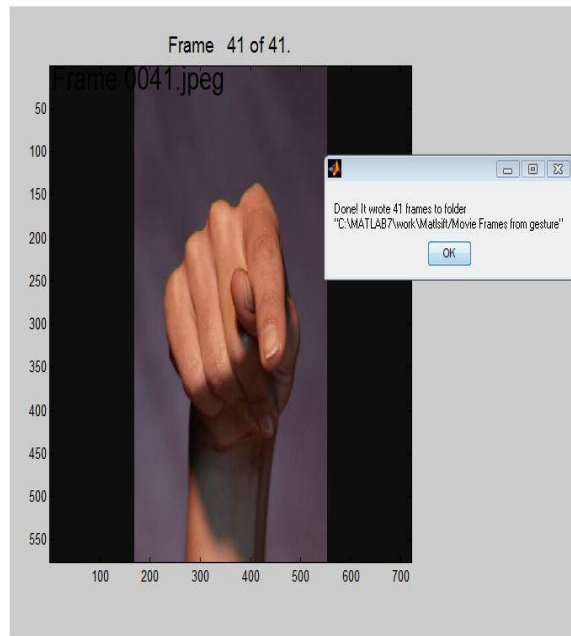 Frame 41 of 41.
Frame 0041.jpeg
50
100
150
200
250
300
350
400
450
500
550
100 200 300 400 500 600 700
Done! It wrote 41 frames to folder
"C:\MATLAB7\work\Matlsift/Movie Frames from gesture"
OK